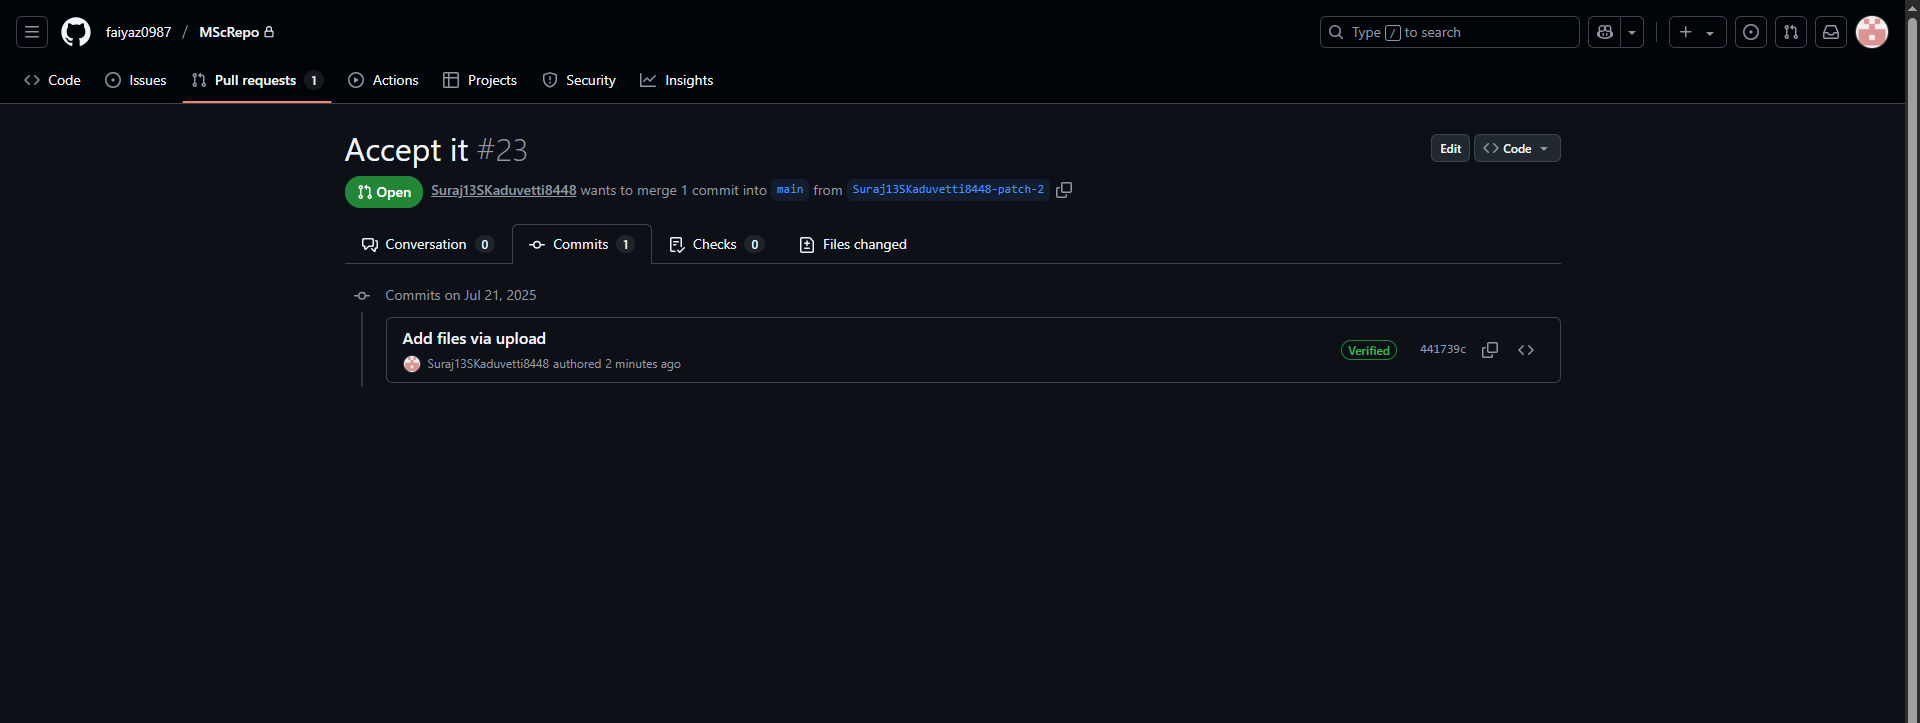 faiyaz0987 / MScRepo
Type / to search
Code Issues Pull requests 1 Actions Projects Security Insights
Accept it #23
Edit Code
Open Suraj13SKaduvetti8448 wants to merge 1 commit into main from Suraj13SKaduvetti8448-patch-2
Conversation 0 Commits 1 Checks 0 Files changed
Commits on Jul 21, 2025
Add files via upload
Suraj13SKaduvetti8448 authored 2 minutes ago
Verified 441739c